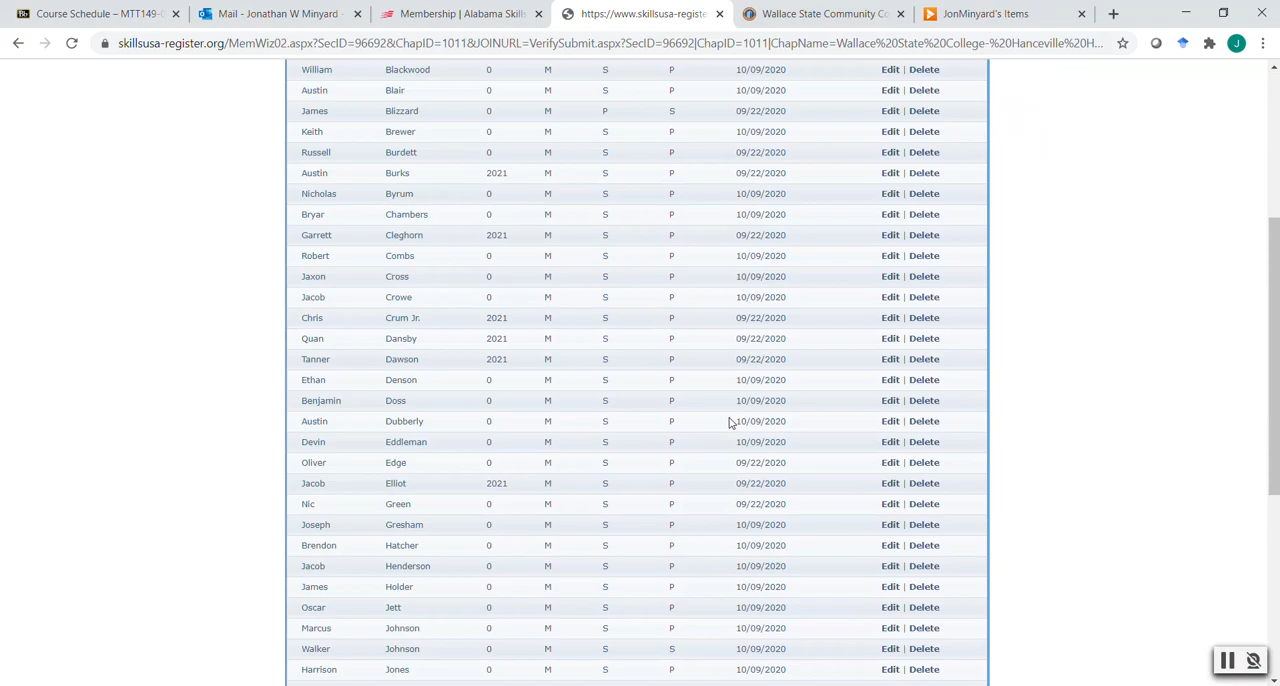 Course Schedule – MTT149-0
Mail - Jonathan W Minyard -
Membership | Alabama Skills
https://www.skillsusa-registe
Wallace State Community Co
JonMinyard's Items
skillsusa-register.org/MemWiz02.aspx?SecID=96692&ChapID=1011&FINURL=VerifySubmit.aspx?SecID=96692|ChapID=1011|ChapName=Wallace%20State%20College-%20Hanceville%20H...
William Blackwood 0 M S P 10/09/2020 Edit | Delete
Austin Blair 0 M S P 10/09/2020 Edit | Delete
James Blizzard 0 M P S 09/22/2020 Edit | Delete
Keith Brewer 0 M S P 10/09/2020 Edit | Delete
Russell Burdett 0 M S P 09/22/2020 Edit | Delete
Austin Burks 2021 M S P 09/22/2020 Edit | Delete
Nicholas Byrum 0 M S P 10/09/2020 Edit | Delete
Bryar Chambers 0 M S P 10/09/2020 Edit | Delete
Garrett Cleghorn 2021 M S P 09/22/2020 Edit | Delete
Robert Combs 0 M S P 10/09/2020 Edit | Delete
Jaxon Cross 0 M S P 10/09/2020 Edit | Delete
Jacob Crowe 0 M S P 10/09/2020 Edit | Delete
Chris Crum Jr. 2021 M S P 09/22/2020 Edit | Delete
Quan Dansby 2021 M S P 09/22/2020 Edit | Delete
Tanner Dawson 2021 M S P 09/22/2020 Edit | Delete
Ethan Denson 0 M S P 10/09/2020 Edit | Delete
Benjamin Doss 0 M S P 10/09/2020 Edit | Delete
Austin Dubberly 0 M S P 10/09/2020 Edit | Delete
Devin Eddleman 0 M S P 10/09/2020 Edit | Delete
Oliver Edge 0 M S P 09/22/2020 Edit | Delete
Jacob Elliot 2021 M S P 09/22/2020 Edit | Delete
Nic Green 0 M S P 09/22/2020 Edit | Delete
Joseph Gresham 0 M S P 10/09/2020 Edit | Delete
Brendon Hatcher 0 M S P 10/09/2020 Edit | Delete
Jacob Henderson 0 M S P 10/09/2020 Edit | Delete
James Holder 0 M S P 10/09/2020 Edit | Delete
Oscar Jett 0 M S P 10/09/2020 Edit | Delete
Marcus Johnson 0 M S P 10/09/2020 Edit | Delete
Walker Johnson 0 M S S 10/09/2020 Edit | Delete
Harrison Jones 0 M S P 10/09/2020 Edit | Delete